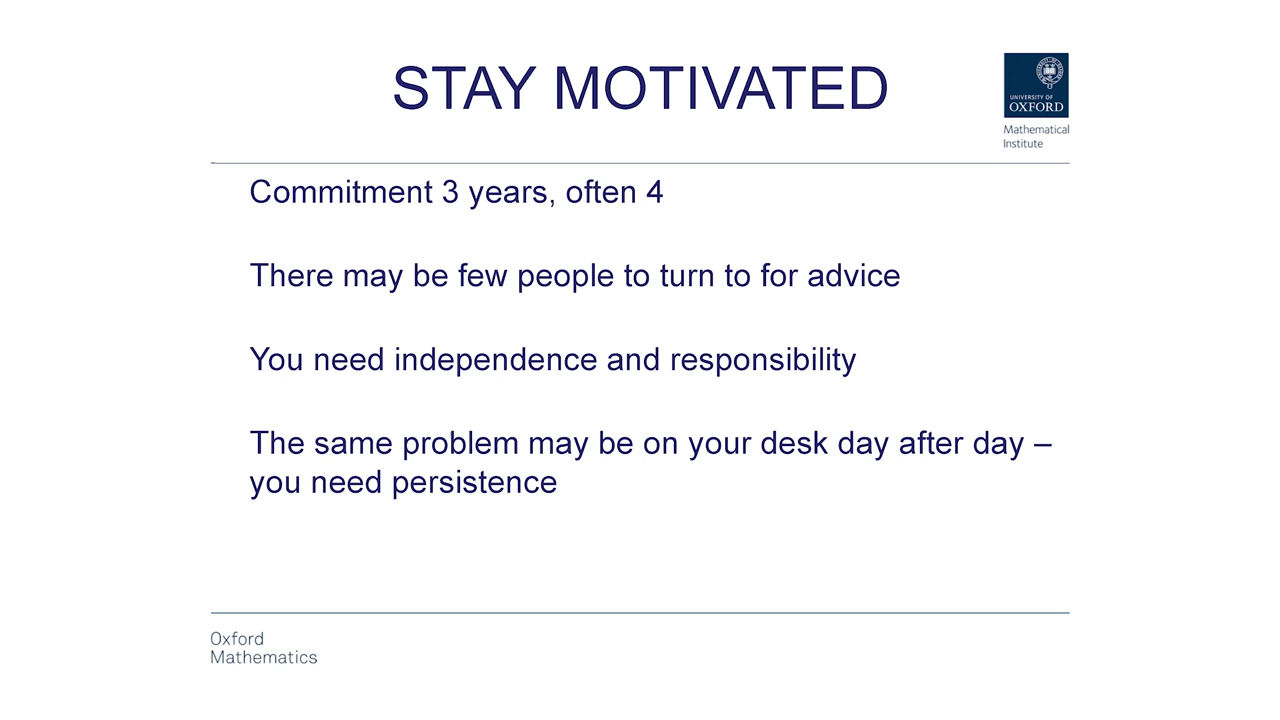 STAY MOTIVATED
UNIVERSITY OF
OXFORD
Mathematical
Institute
Commitment 3 years, often 4
There may be few people to turn to for advice
You need independence and responsibility
The same problem may be on your desk day after day –
you need persistence
Oxford
Mathematics